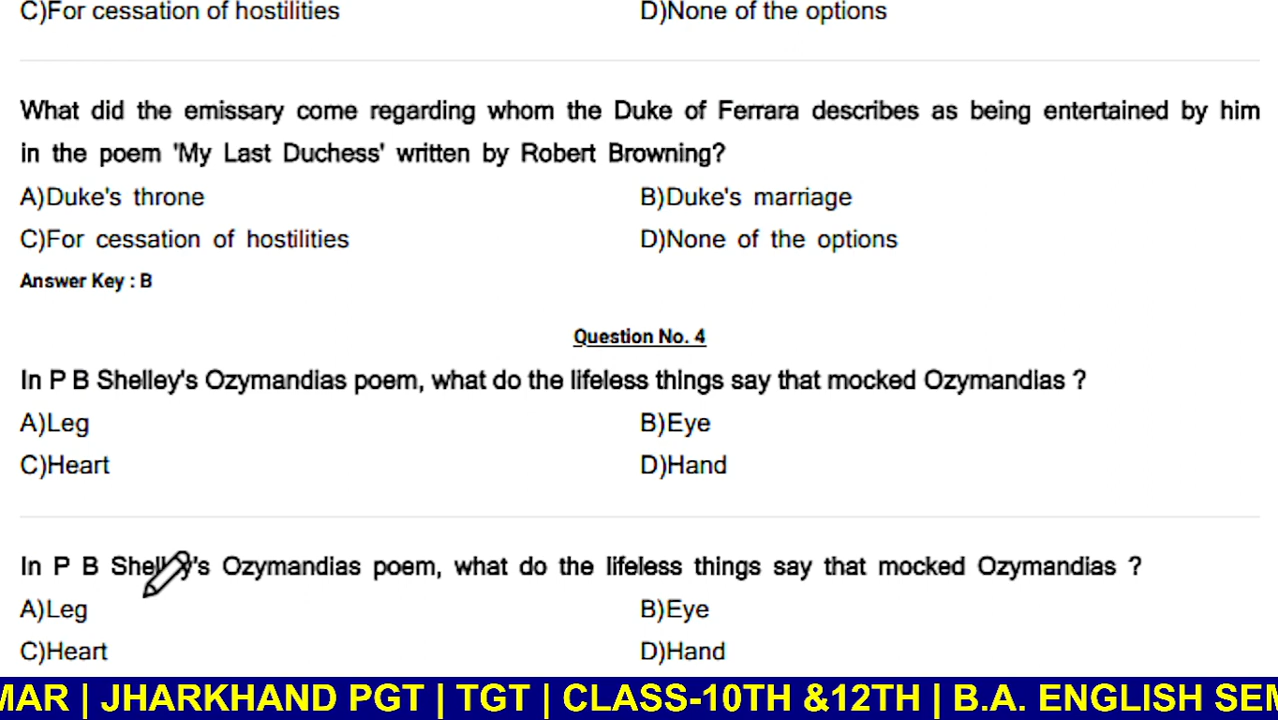 C)For cessation of hostilities D)None of the options
What did the emissary come regarding whom the Duke of Ferrara describes as being entertained by him
in the poem 'My Last Duchess' written by Robert Browning?
A)Duke's throne B)Duke's marriage
C)For cessation of hostilities D)None of the options
Answer Key : B
Question No. 4
In P B Shelley's Ozymandias poem, what do the lifeless things say that mocked Ozymandias ?
A)Leg B)Eye
C)Heart D)Hand
In P B Shelley's Ozymandias poem, what do the lifeless things say that mocked Ozymandias ?
A)Leg B)Eye
C)Heart D)Hand
MAR | JHARKHAND PGT | TGT | CLASS-10TH &12TH | B.A. ENGLISH SEM